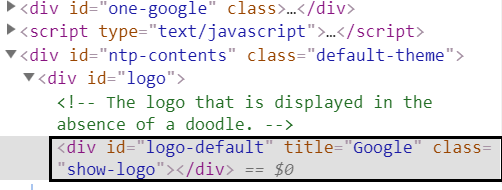 <div id="one-google" class>…</div>
<script type="text/javascript">…</script>
<div id="ntp-contents" class="default-theme">
<div id="logo">
<!-- The logo that is displayed in the
absence of a doodle. -->
<div id="logo-default" title="Google" class=
"show-logo"></div> == $0